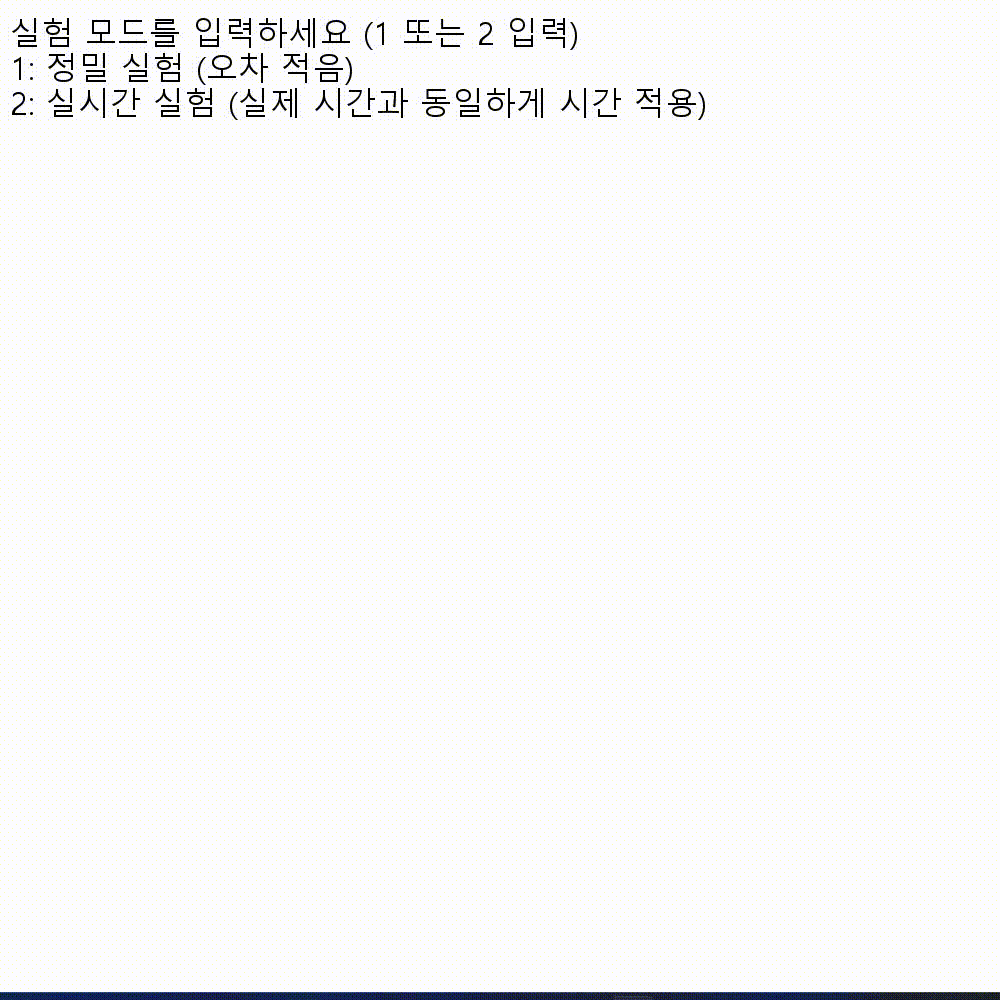 실험 모드를 입력하세요 (1 또는 2 입력)
1: 정밀 실험 (오차 적음)
2: 실시간 실험 (실제 시간과 동일하게 시간 적용)